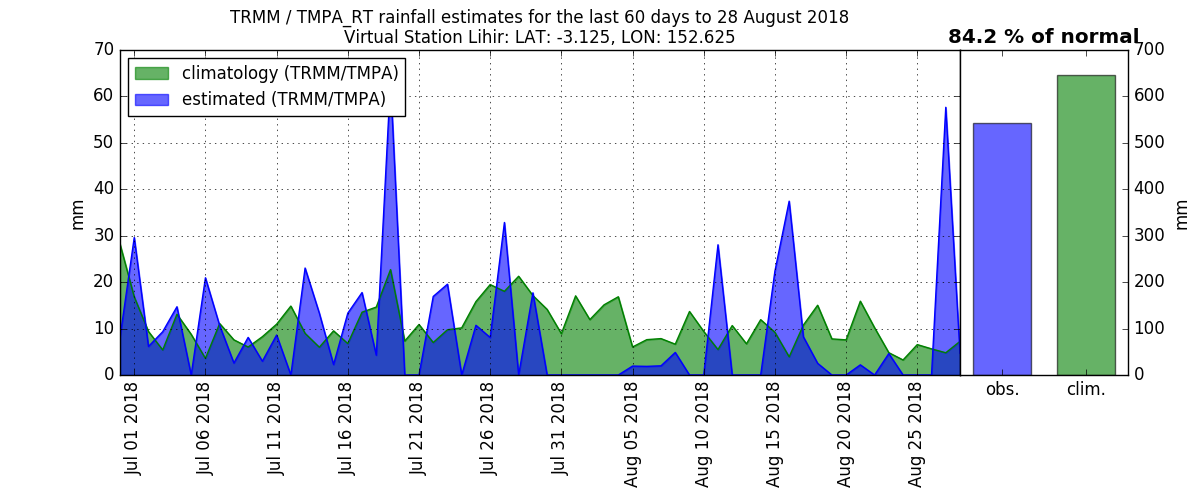 TRMM / TMPA_RT rainfall estimates for the last 60 days to 28 August 2018
Virtual Station Lihir: LAT: -3.125, LON: 152.625
84.2 % of normal
climatology (TRMM/TMPA)
estimated (TRMM/TMPA)
70
60
50
40
30
20
10
0
mm
700
600
500
400
300
200
100
0
mm
Jul 01 2018
Jul 06 2018
Jul 11 2018
Jul 16 2018
Jul 21 2018
Jul 26 2018
Jul 31 2018
Aug 05 2018
Aug 10 2018
Aug 15 2018
Aug 20 2018
Aug 25 2018
obs.
clim.